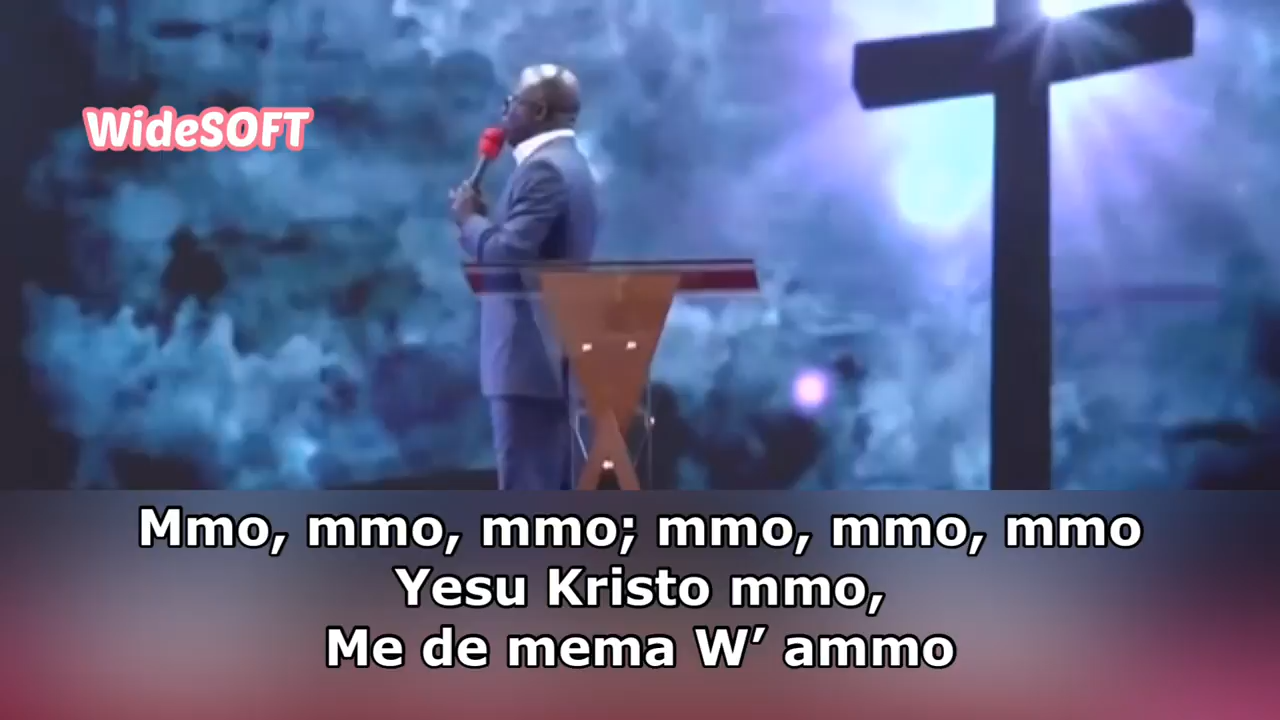 WideSOFT
Mmo, mmo, mmo; mmo, mmo, mmo
Yesu Kristo mmo,
Me de mema W’ ammo